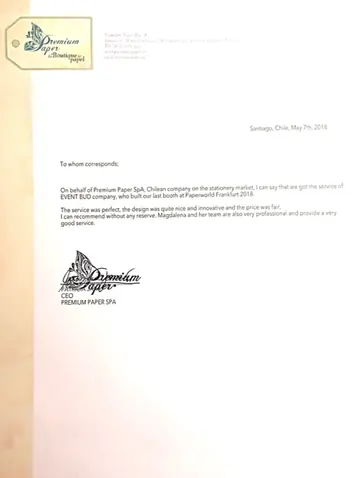 Premium
Paper
la Boutique del
papel
Santiago, Chile, May 7th, 2018
To whom corresponds;
On behalf of Premium Paper SpA, Chilean company on the stationery market, I can say that we got the service of
EVENT BUD company, who built our last booth at Paperworld Frankfurt 2018.
The service was perfect, the design was quite nice and innovative and the price was fair.
I can recommend without any reserve, Magdalena and her team are also very professional and provide a very
good service.
Premium
Paper
CEO
PREMIUM PAPER SPA